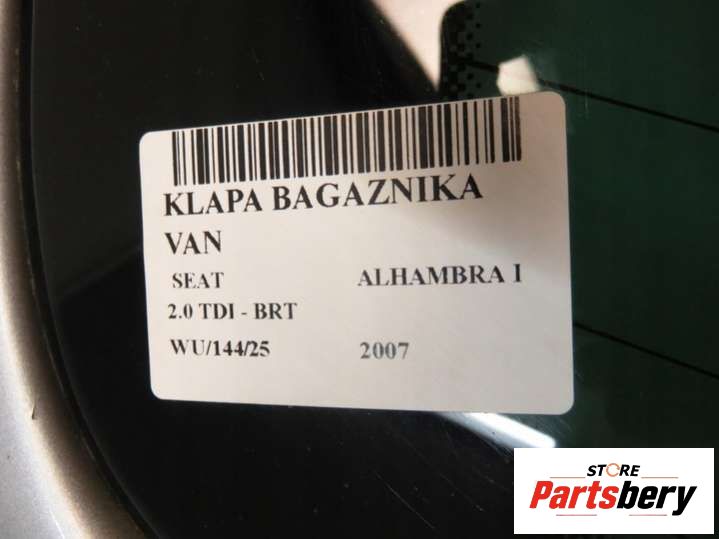 KLAPA BAGAZNIKA
VAN
SEAT ALHAMBRA I
2.0 TDI - BRT
WU/144/25 2007
STORE
Partsbery